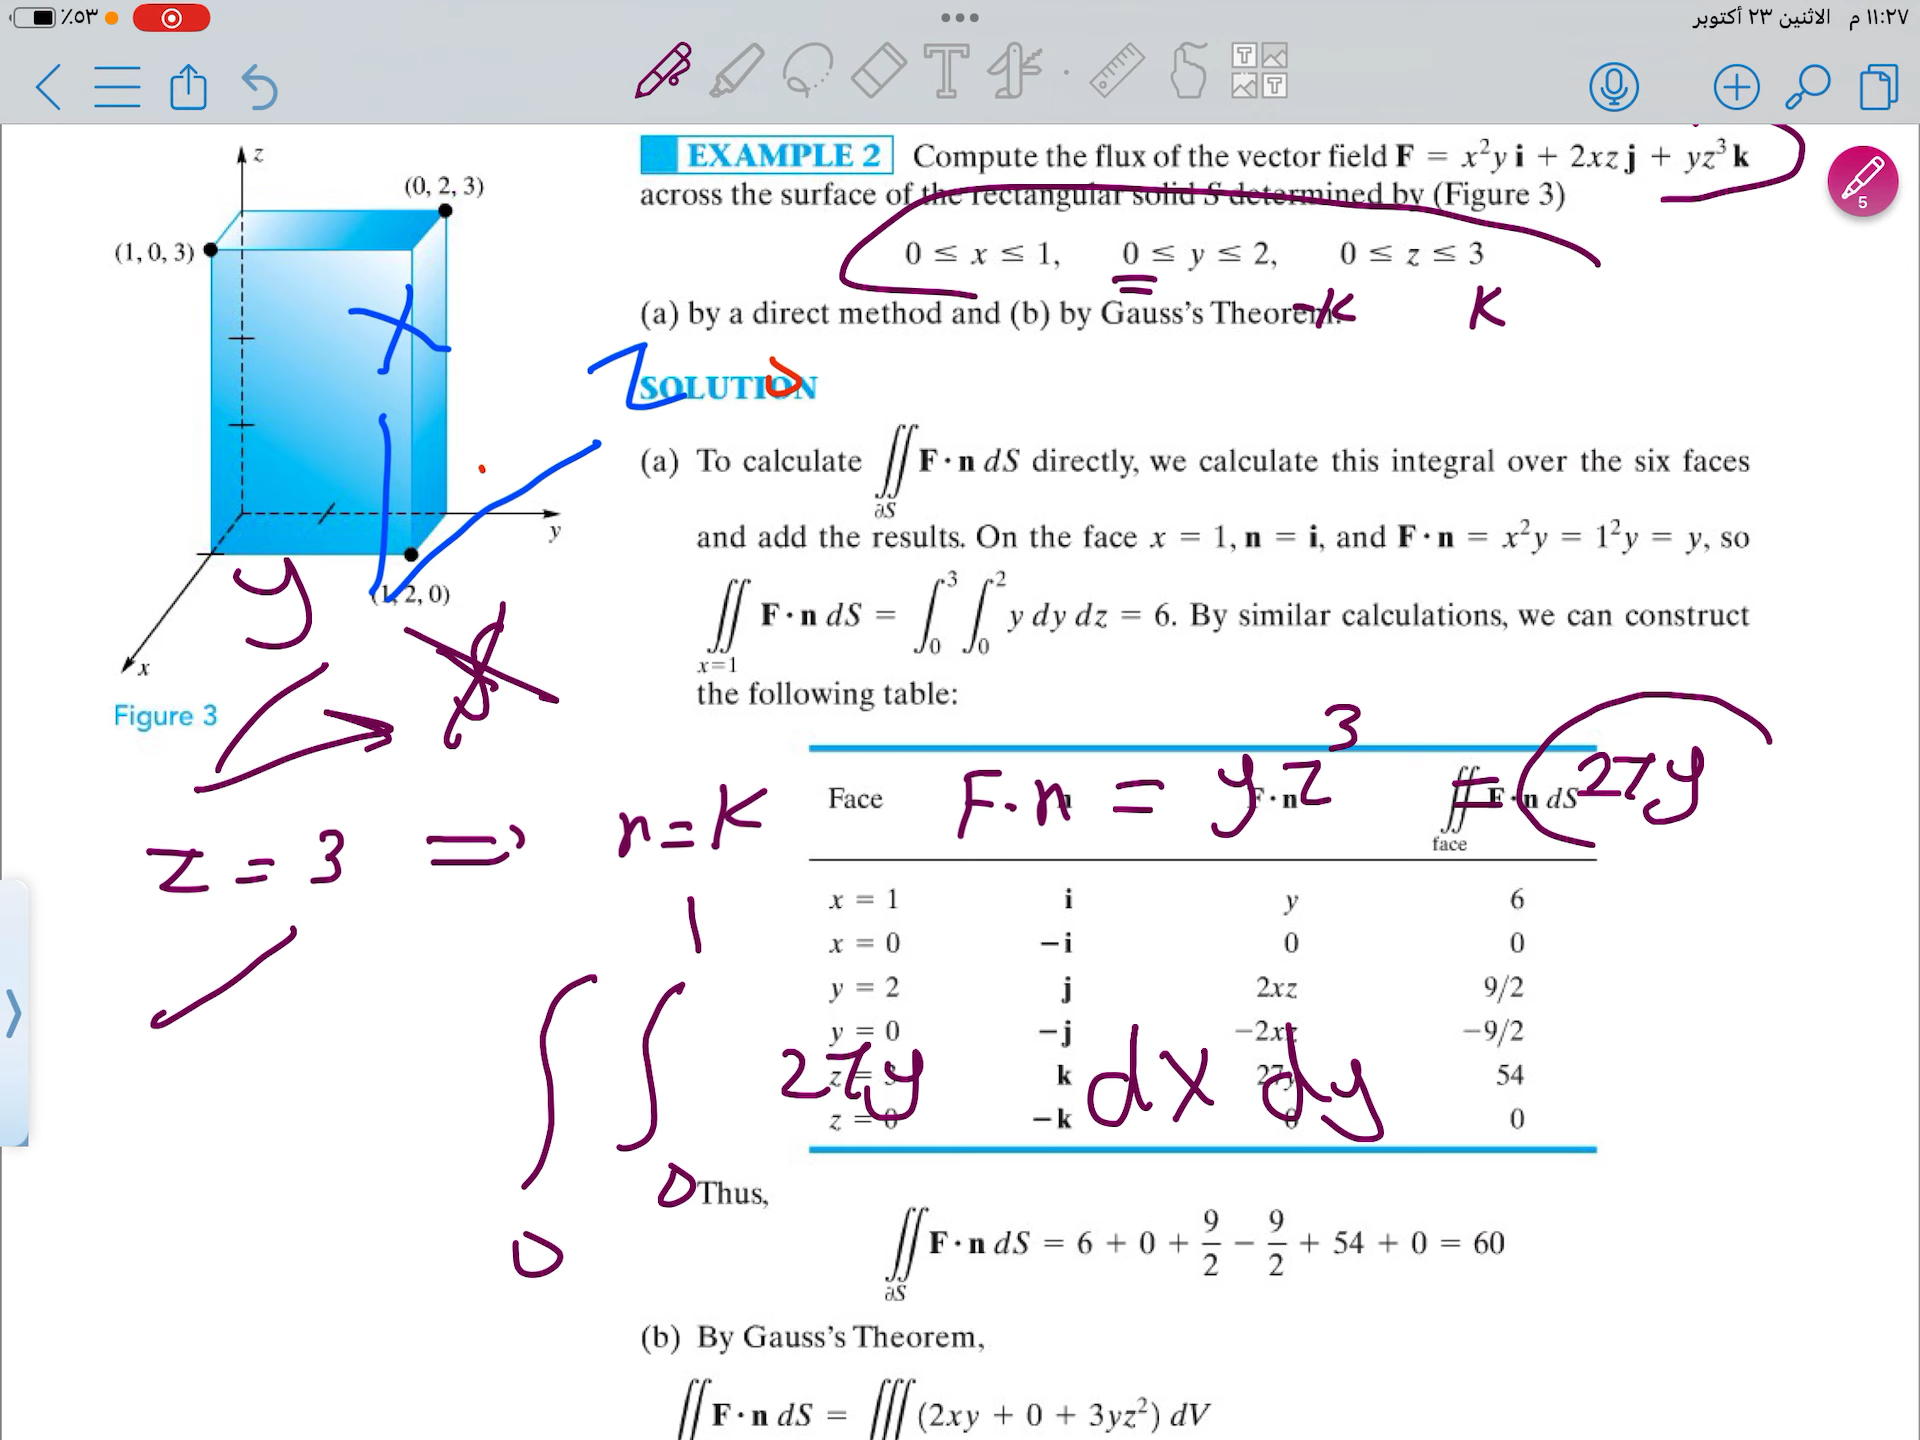 ٪٥٣
١١:٢٧ م الاثنين ٢٣ أكتوبر
5
z
(0, 2, 3)
(1, 0, 3)
y
(1, 2, 0)
x
Figure 3
EXAMPLE 2 Compute the flux of the vector field F = x²y i + 2xz j + yz³ k
across the surface of the rectangular solid S determined by (Figure 3)
0 ≤ x ≤ 1, 0 ≤ y ≤ 2, 0 ≤ z ≤ 3
(a) by a direct method and (b) by Gauss's Theorem.
-k k
SOLUTION
(a) To calculate ∬_∂S F · n dS directly, we calculate this integral over the six faces
and add the results. On the face x = 1, n = i, and F · n = x²y = 1²y = y, so
∬_x=1 F · n dS = ∫₀³ ∫₀² y dy dz = 6. By similar calculations, we can construct
the following table:
y
z = 3 ⇒ n = k F.n = yz³ = 27y
Face n F · n ∬_face F · n dS
x = 1 i y 6
x = 0 −i 0 0
y = 2 j 2xz 9/2
y = 0 −j −2xz −9/2
z = 3 k 27y 54
z = 0 −k 0 0
∫₀ ∫₀¹ 27y dx dy
Thus,
∬_∂S F · n dS = 6 + 0 + 9/2 − 9/2 + 54 + 0 = 60
(b) By Gauss's Theorem,
∬ F · n dS = ∭ (2xy + 0 + 3yz²) dV